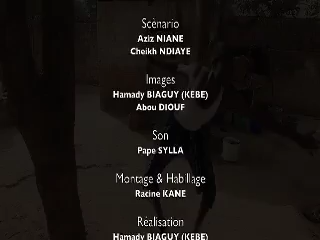 Scénario
Aziz NIANE
Cheikh NDIAYE
Images
Hamady BIAGUY (KEBE)
Abou DIOUF
Son
Pape SYLLA
Montage & Habillage
Racine KANE
Réalisation
Hamady BIAGUY (KEBE)